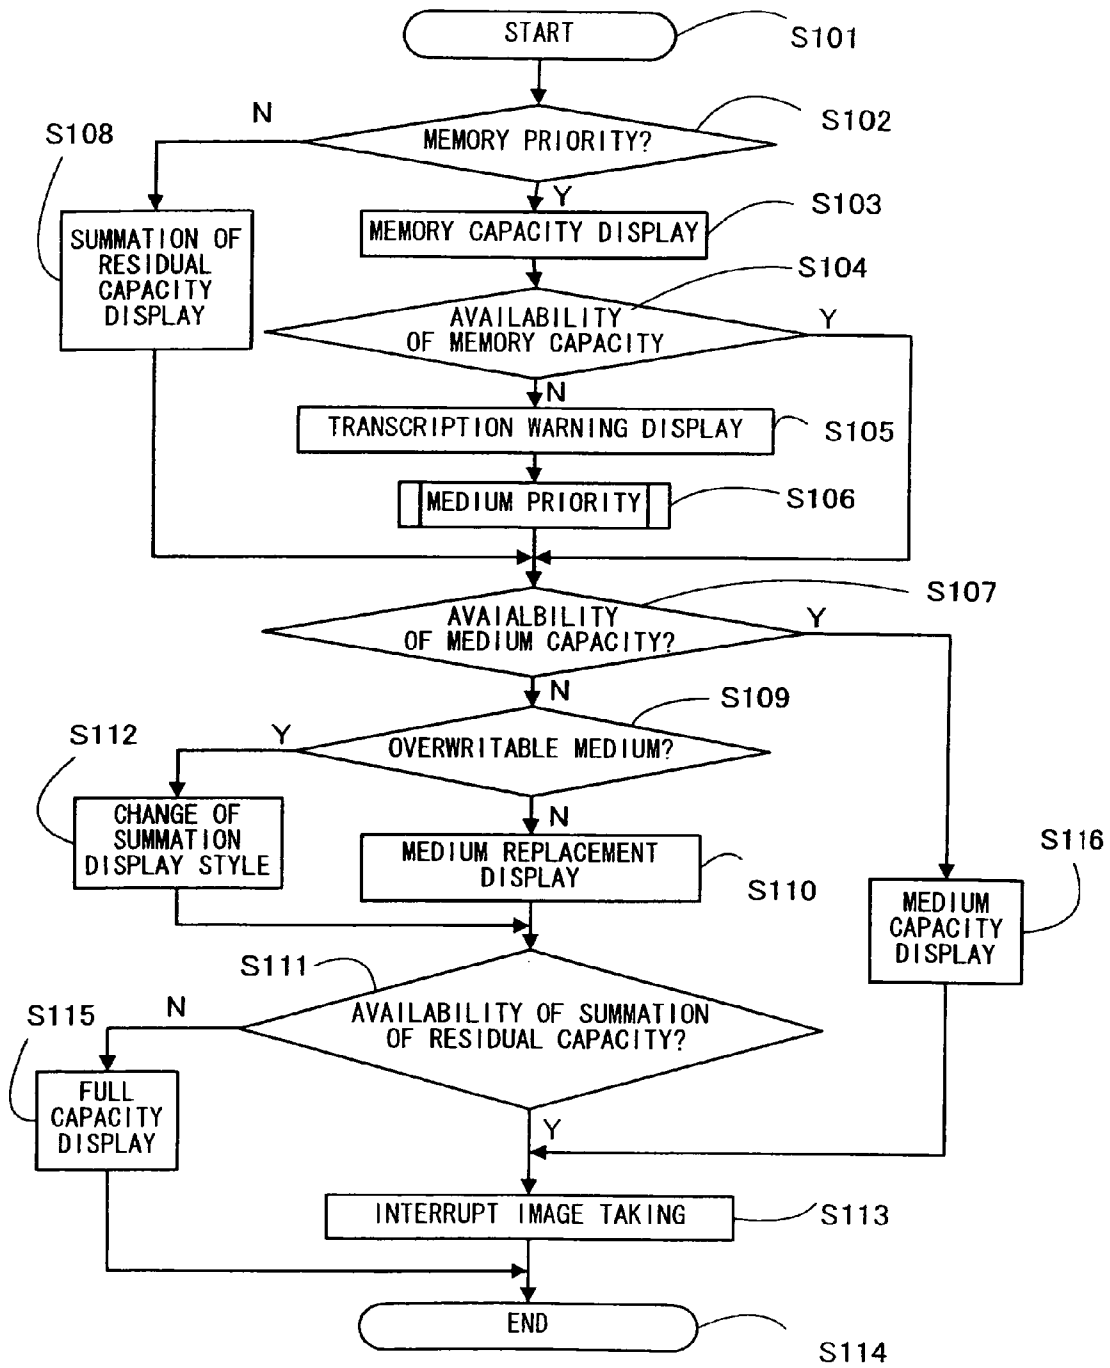 START
S101
N
S102
S108
MEMORY PRIORITY?
Y
S103
SUMMATION OF
RESIDUAL
CAPACITY
DISPLAY
MEMORY CAPACITY DISPLAY
S104
AVAILABILITY
OF MEMORY CAPACITY
Y
N
TRANSCRIPTION WARNING DISPLAY
S105
MEDIUM PRIORITY
S106
S107
AVAIALBILITY
OF MEDIUM CAPACITY?
Y
N
S109
S112
Y
OVERWRITABLE MEDIUM?
N
CHANGE OF
SUMMATION
DISPLAY STYLE
MEDIUM REPLACEMENT
DISPLAY
S110
S116
MEDIUM
CAPACITY
DISPLAY
S111
N
S115
AVAILABILITY OF SUMMATION
OF RESIDUAL CAPACITY?
FULL
CAPACITY
DISPLAY
Y
INTERRUPT IMAGE TAKING
S113
END
S114